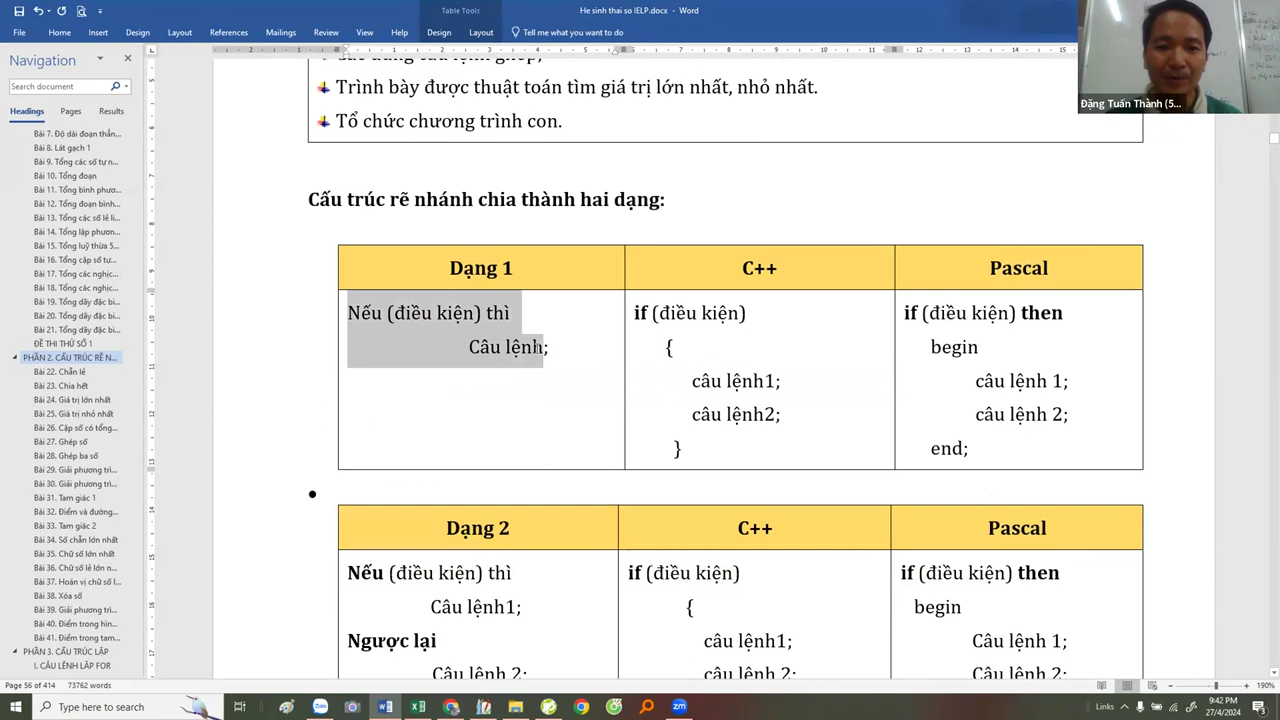 Table Tools
He sinh thai so IELP.docx - Word
File Home Insert Draw Design Layout References Mailings Review View Help Design Layout Tell me what you want to do
Navigation
Search document
Headings Pages Results
Bài 7. Độ dài đoạn thẳn...
Bài 8. Lát gạch 1
Bài 9. Tổng các số tự n...
Bài 10. Tổng đoạn
Bài 11. Tổng bình phươ...
Bài 12. Tổng đoạn bình...
Bài 13. Tổng các số lẻ li...
Bài 14. Tổng lập phươn...
Bài 15. Tổng luỹ thừa 5...
Bài 16. Tổng cặp số tự...
Bài 17. Tổng các nghịc...
Bài 18. Tổng các nghịc...
Bài 19. Tổng dãy đặc bi...
Bài 20. Tổng dãy đặc bi...
Bài 21. Tổng dãy đặc bi...
ĐỀ THI THỬ SỐ 1
PHẦN 2. CẤU TRÚC RẼ N...
Bài 22. Chẵn lẻ
Bài 23. Chia hết
Bài 24. Giá trị lớn nhất
Bài 25. Giá trị nhỏ nhất
Bài 26. Cặp số có tổng...
Bài 27. Ghép số
Bài 28. Ghép ba số
Bài 29. Giải phương trì...
Bài 30. Giải phương trì...
Bài 31. Tam giác 1
Bài 32. Điểm và đường...
Bài 33. Tam giác 2
Bài 34. Số chẵn lớn nhất
Bài 35. Chữ số lớn nhất
Bài 36. Chữ số lẻ lớn n...
Bài 37. Hoán vị chữ số l...
Bài 38. Xóa số
Bài 39. Giải phương trì...
Bài 40. Điểm trong hìn...
Bài 41. Điểm trong tam...
PHẦN 3. CẤU TRÚC LẶP
I. CÂU LỆNH LẶP FOR
Trình bày được thuật toán tìm giá trị lớn nhất, nhỏ nhất.
Tổ chức chương trình con.
Cấu trúc rẽ nhánh chia thành hai dạng:
Dạng 1 C++ Pascal
Nếu (điều kiện) thì if (điều kiện) if (điều kiện) then
Câu lệnh; { begin
câu lệnh1; câu lệnh 1;
câu lệnh2; câu lệnh 2;
} end;
Dạng 2 C++ Pascal
Nếu (điều kiện) thì if (điều kiện) if (điều kiện) then
Câu lệnh1; { begin
Ngược lại câu lệnh1; Câu lệnh 1;
Câu lệnh 2; câu lệnh 2; Câu lệnh 2;
Đặng Tuấn Thành (5...
Page 56 of 414 73762 words 190%
Type here to search
9:42 PM
27/4/2024